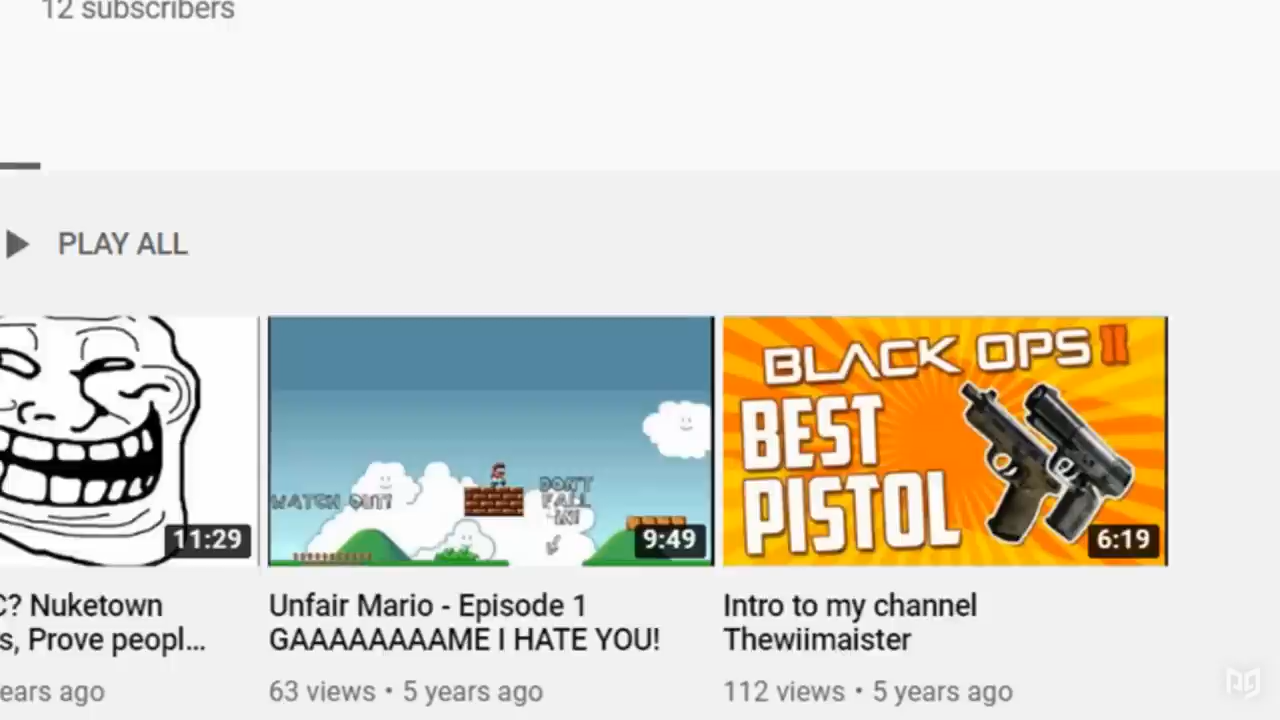 12 subscribers
PLAY ALL
WATCH OUT!
DON'T
FALL
IN!
BLACK OPS II
BEST
PISTOL
11:29
9:49
6:19
C? Nuketown
s, Prove peopl...
Unfair Mario - Episode 1
GAAAAAAAAME I HATE YOU!
Intro to my channel
Thewiimaister
ears ago
63 views • 5 years ago
112 views • 5 years ago